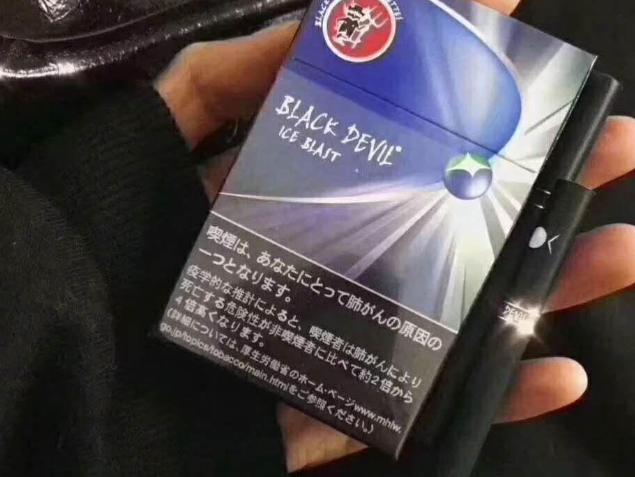 BLACK
BLACK DEVIL
ICE BLAST
喫煙は、あなたにとって肺がんの原因の
一つとなります。
疫学的な推計によると、喫煙者は肺がんにより
死亡する危険性が非喫煙者に比べて約2倍から
4倍高くなります。
(詳細については、厚生労働省のホーム・ページwww.mhlw.
go.jp/topics/tobacco/main.htmlをご参照ください。)